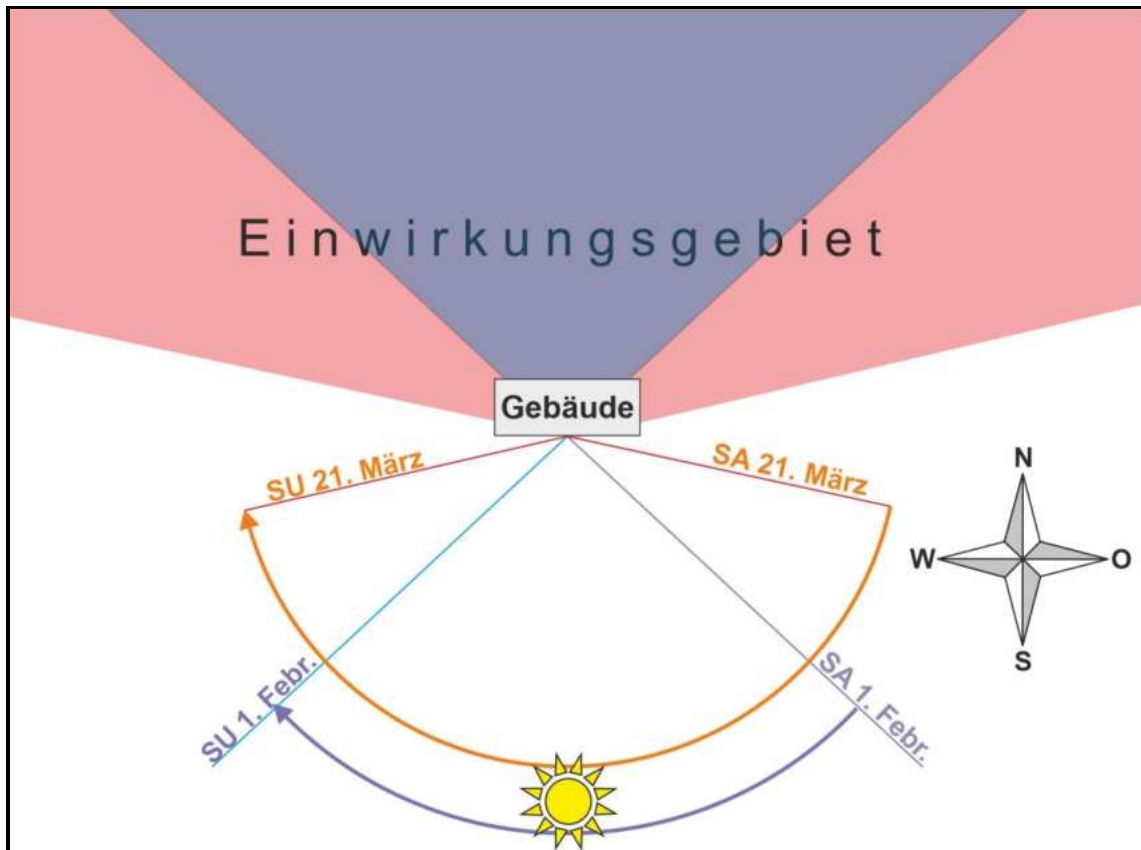 Einwirkungsgebiet
Gebäude
SU 21. März
SA 21. März
N
W
O
S
SU 1. Febr.
SA 1. Febr.